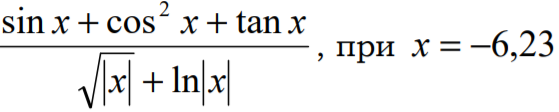 sin x + cos² x + tan x
√|x| + ln|x| , при x = −6,23